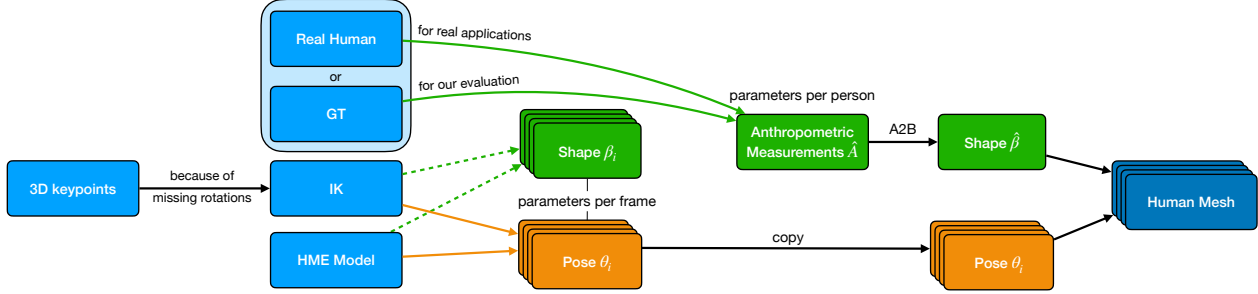 Real Human
or
GT
for real applications
for our evaluation
parameters per person
Anthropometric
Measurements Â
A2B
Shape β̂
Shape βᵢ
3D keypoints
because of
missing rotations
IK
parameters per frame
Human Mesh
HME Model
Pose θᵢ
copy
Pose θᵢ